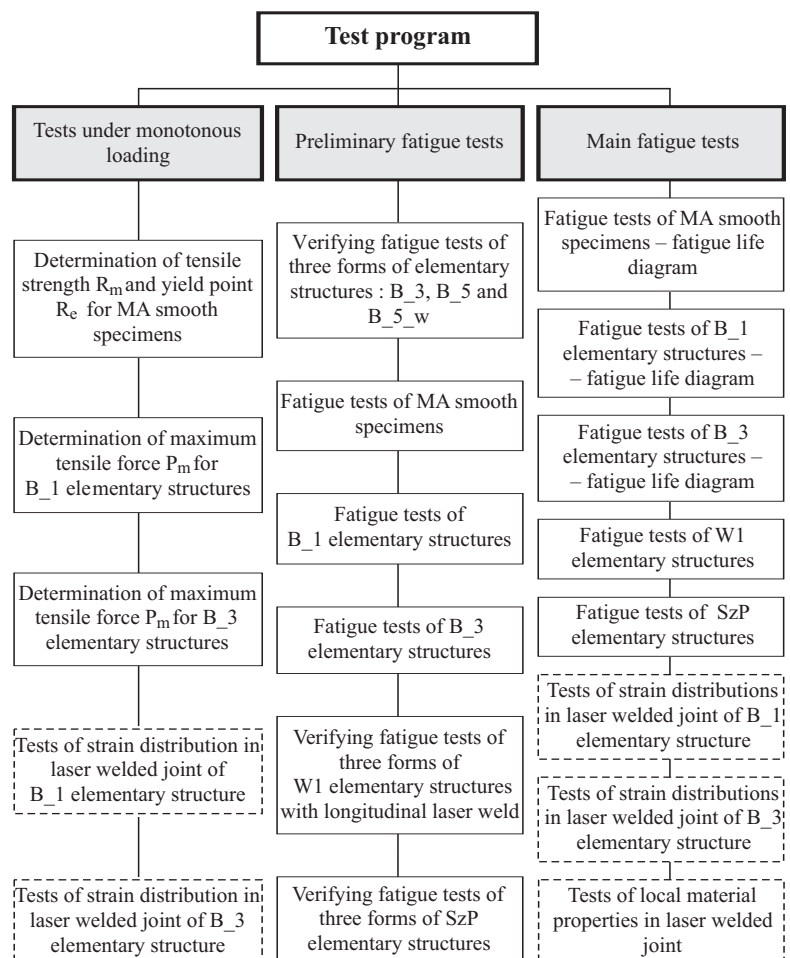 Test program
Tests under monotonous
loading
Determination of tensile
strength Rm and yield point
Re for MA smooth
specimens
Determination of maximum
tensile force Pm for
B_1 elementary structures
Determination of maximum
tensile force Pm for B_3
elementary structures
Tests of strain distribution in
laser welded joint of
B_1 elementary structure
Tests of strain distribution in
laser welded joint of B_3
elementary structure
Preliminary fatigue tests
Verifying fatigue tests of
three forms of elementary
structures : B_3, B_5 and
B_5_w
Fatigue tests of MA smooth
specimens
Fatigue tests of
B_1 elementary structures
Fatigue tests of B_3
elementary structures
Verifying fatigue tests of
three forms of
W1 elementary structures
with longitudinal laser weld
Verifying fatigue tests of
three forms of SzP
elementary structures
Main fatigue tests
Fatigue tests of MA smooth
specimens – fatigue life
diagram
Fatigue tests of B_1
elementary structures –
– fatigue life diagram
Fatigue tests of B_3
elementary structures –
– fatigue life diagram
Fatigue tests of W1
elementary structures
Fatigue tests of SzP
elementary structures
Tests of strain distributions
in laser welded joint of B_1
elementary structure
Tests of strain distributions
in laser welded joint of B_3
elementary structure
Tests of local material
properties in laser welded
joint